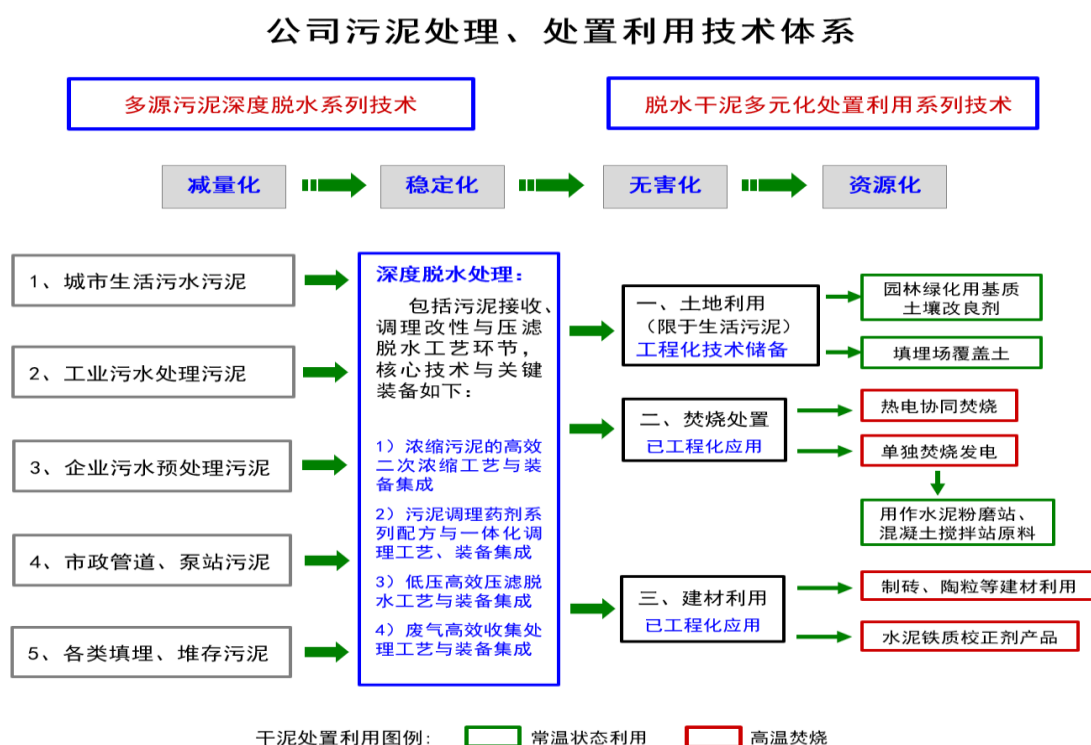 公司污泥处理、处置利用技术体系
多源污泥深度脱水系列技术
脱水干泥多元化处置利用系列技术
减量化
稳定化
无害化
资源化
1、城市生活污水污泥
2、工业污水处理污泥
3、企业污水预处理污泥
4、市政管道、泵站污泥
5、各类填埋、堆存污泥
深度脱水处理：
包括污泥接收、
调理改性与压滤
脱水工艺环节，
核心技术与关键
装备如下：
1）浓缩污泥的高效
二次浓缩工艺与装
备集成
2）污泥调理药剂系
列配方与一体化调
理工艺、装备集成
3）低压高效压滤脱
水工艺与装备集成
4）废气高效收集处
理工艺与装备集成
一、土地利用
（限于生活污泥）
工程化技术储备
园林绿化用基质
土壤改良剂
填埋场覆盖土
二、焚烧处置
已工程化应用
热电协同焚烧
单独焚烧发电
用作水泥粉磨站、
混凝土搅拌站原料
三、建材利用
已工程化应用
制砖、陶粒等建材利用
水泥铁质校正剂产品
干泥处置利用图例：
常温状态利用
高温焚烧